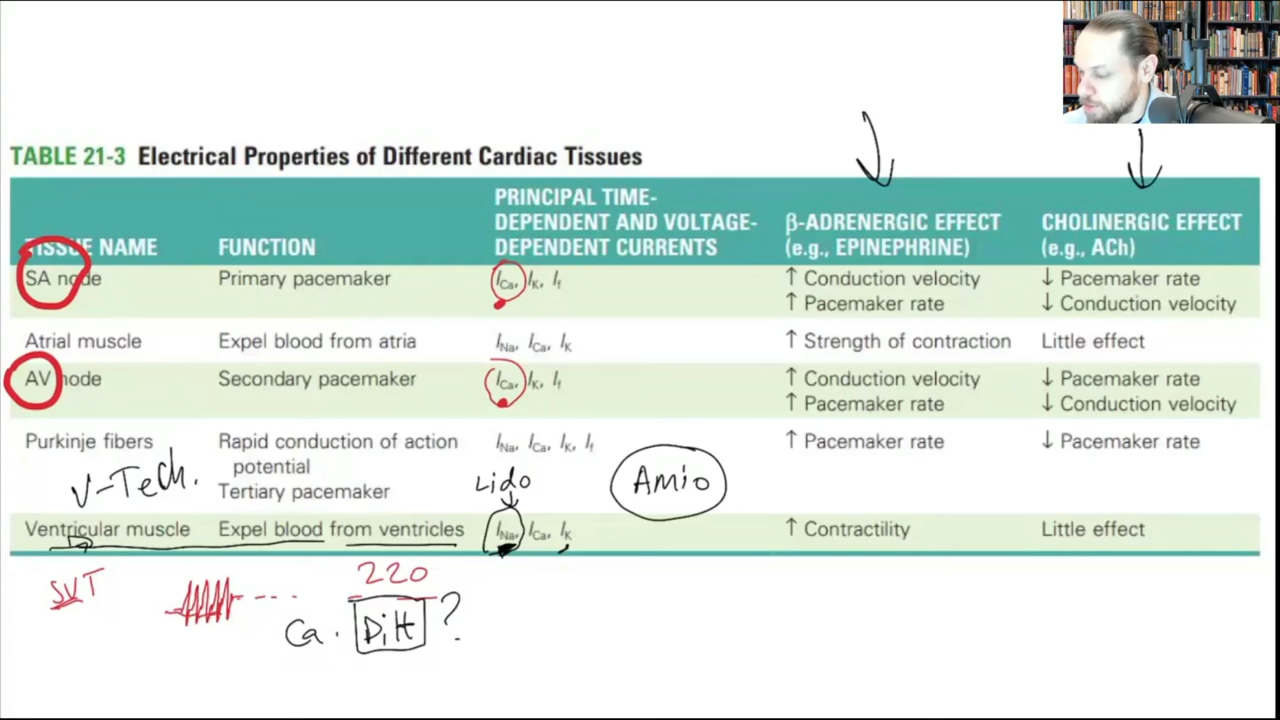 TABLE 21-3 Electrical Properties of Different Cardiac Tissues
TISSUE NAME
FUNCTION
PRINCIPAL TIME-
DEPENDENT AND VOLTAGE-
DEPENDENT CURRENTS
β-ADRENERGIC EFFECT
(e.g., EPINEPHRINE)
CHOLINERGIC EFFECT
(e.g., ACh)
SA node
Primary pacemaker
ICa, IK, If
↑ Conduction velocity
↑ Pacemaker rate
↓ Pacemaker rate
↓ Conduction velocity
Atrial muscle
Expel blood from atria
INa, ICa, IK
↑ Strength of contraction
Little effect
AV node
Secondary pacemaker
ICa, IK, If
↑ Conduction velocity
↑ Pacemaker rate
↓ Pacemaker rate
↓ Conduction velocity
Purkinje fibers
Rapid conduction of action
potential
Tertiary pacemaker
INa, ICa, IK, If
↑ Pacemaker rate
↓ Pacemaker rate
V-Tech.
Lido
Amio
Ventricular muscle
Expel blood from ventricles
INa, ICa, IK
↑ Contractility
Little effect
SVT
220
Ca. Dilt ?